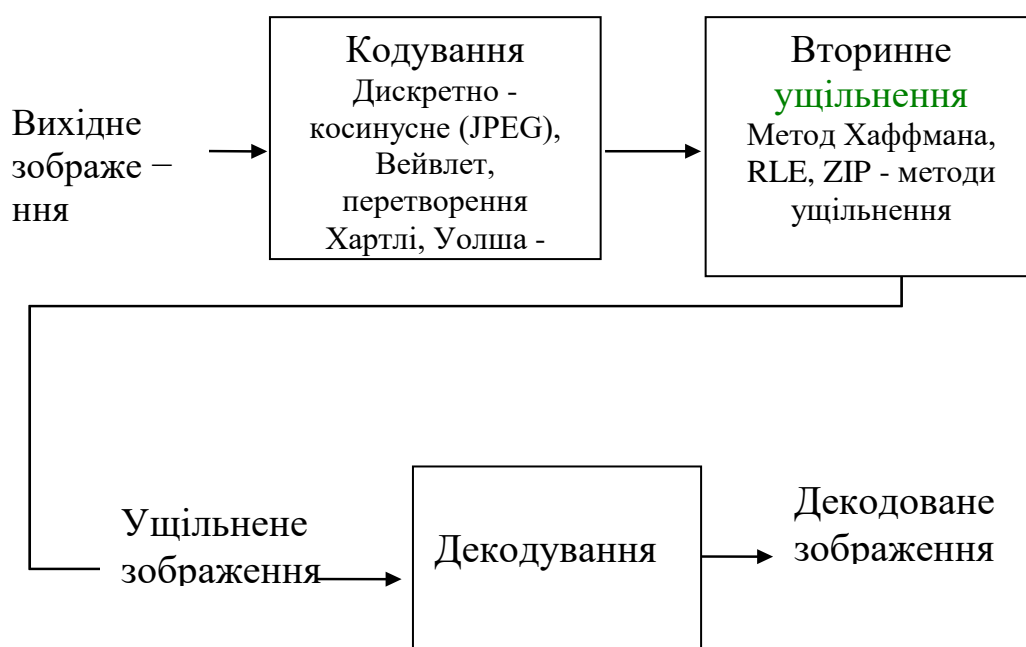 Вихідне
зображе –
ння
Кодування
Дискретно -
косинусне (JPEG),
Вейвлет,
перетворення
Хартлі, Уолша -
Вторинне
ущільнення
Метод Хаффмана,
RLE, ZIP - методи
ущільнення
Ущільнене
зображення
Декодування
Декодоване
зображення